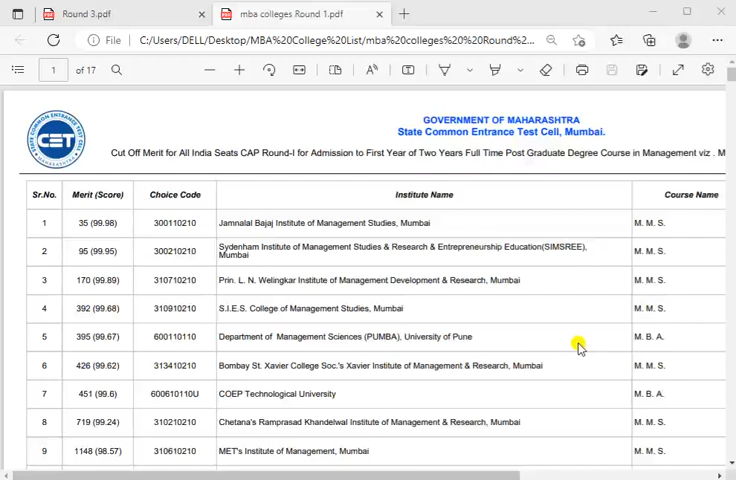 Round 3.pdf
mba colleges Round 1.pdf
File
C:/Users/DELL/Desktop/MBA%20College%20List/mba%20colleges%20%20Round%2...
1 of 17
STATE COMMON ENTRANCE TEST CELL
CET
MAHARASHTRA
GOVERNMENT OF MAHARASHTRA
State Common Entrance Test Cell, Mumbai.
Cut Off Merit for All India Seats CAP Round-I for Admission to First Year of Two Years Full Time Post Graduate Degree Course in Management viz . M
Sr.No. Merit (Score) Choice Code Institute Name Course Name
1 35 (99.98) 300110210 Jamnalal Bajaj Institute of Management Studies, Mumbai M. M. S.
2 95 (99.95) 300210210 Sydenham Institute of Management Studies & Research & Entrepreneurship Education(SIMSREE), M. M. S.
Mumbai
3 170 (99.89) 310710210 Prin. L. N. Welingkar Institute of Management Development & Research, Mumbai M. M. S.
4 392 (99.68) 310910210 S.I.E.S. College of Management Studies, Mumbai M. M. S.
5 395 (99.67) 600110110 Department of Management Sciences (PUMBA), University of Pune M. B. A.
6 426 (99.62) 313410210 Bombay St. Xavier College Soc.'s Xavier Institute of Management & Research, Mumbai M. M. S.
7 451 (99.6) 600610110U COEP Technological University M. B. A.
8 719 (99.24) 310210210 Chetana's Ramprasad Khandelwal Institute of Management & Research, Mumbai M. M. S.
9 1148 (98.57) 310610210 MET's Institute of Management, Mumbai M. M. S.